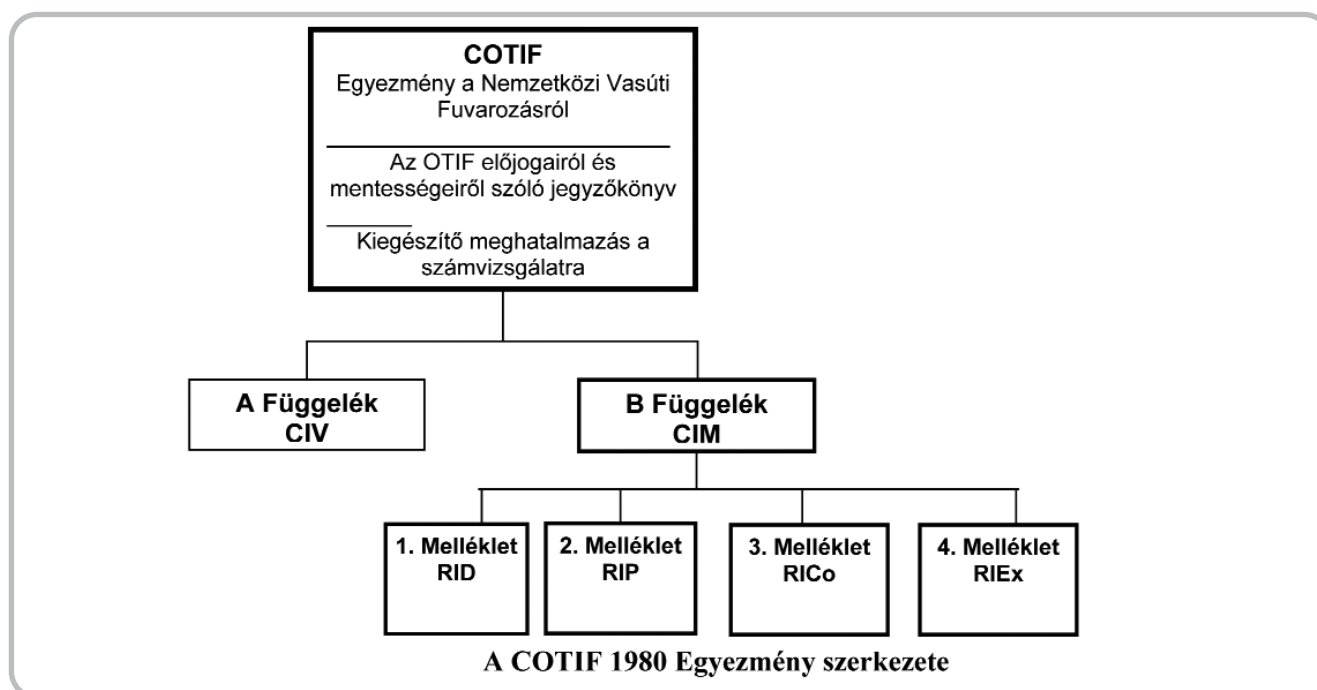 COTIF
Egyezmény a Nemzetközi Vasúti
Fuvarozásról
Az OTIF előjogairól és
mentességeiről szóló jegyzőkönyv
Kiegészítő meghatalmazás a
számvizsgálatra
A Függelék
CIV
B Függelék
CIM
1. Melléklet
RID
2. Melléklet
RIP
3. Melléklet
RICo
4. Melléklet
RIEx
A COTIF 1980 Egyezmény szerkezete